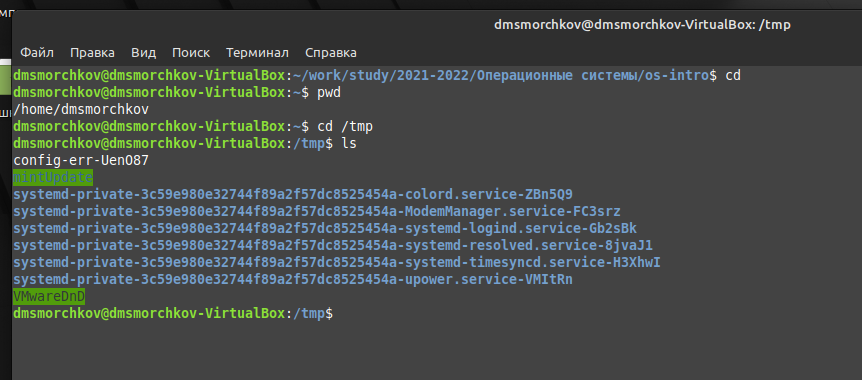 dmsmorchkov@dmsmorchkov-VirtualBox: /tmp
Файл Правка Вид Поиск Терминал Справка
dmsmorchkov@dmsmorchkov-VirtualBox:~/work/study/2021-2022/Операционные системы/os-intro$ cd
dmsmorchkov@dmsmorchkov-VirtualBox:~$ pwd
/home/dmsmorchkov
dmsmorchkov@dmsmorchkov-VirtualBox:~$ cd /tmp
dmsmorchkov@dmsmorchkov-VirtualBox:/tmp$ ls
config-err-UenO87
mintUpdate
systemd-private-3c59e980e32744f89a2f57dc8525454a-colord.service-ZBn5Q9
systemd-private-3c59e980e32744f89a2f57dc8525454a-ModemManager.service-FC3srz
systemd-private-3c59e980e32744f89a2f57dc8525454a-systemd-logind.service-Gb2sBk
systemd-private-3c59e980e32744f89a2f57dc8525454a-systemd-resolved.service-8jvaJ1
systemd-private-3c59e980e32744f89a2f57dc8525454a-systemd-timesyncd.service-H3XhwI
systemd-private-3c59e980e32744f89a2f57dc8525454a-upower.service-VMItRn
VMwareDnD
dmsmorchkov@dmsmorchkov-VirtualBox:/tmp$